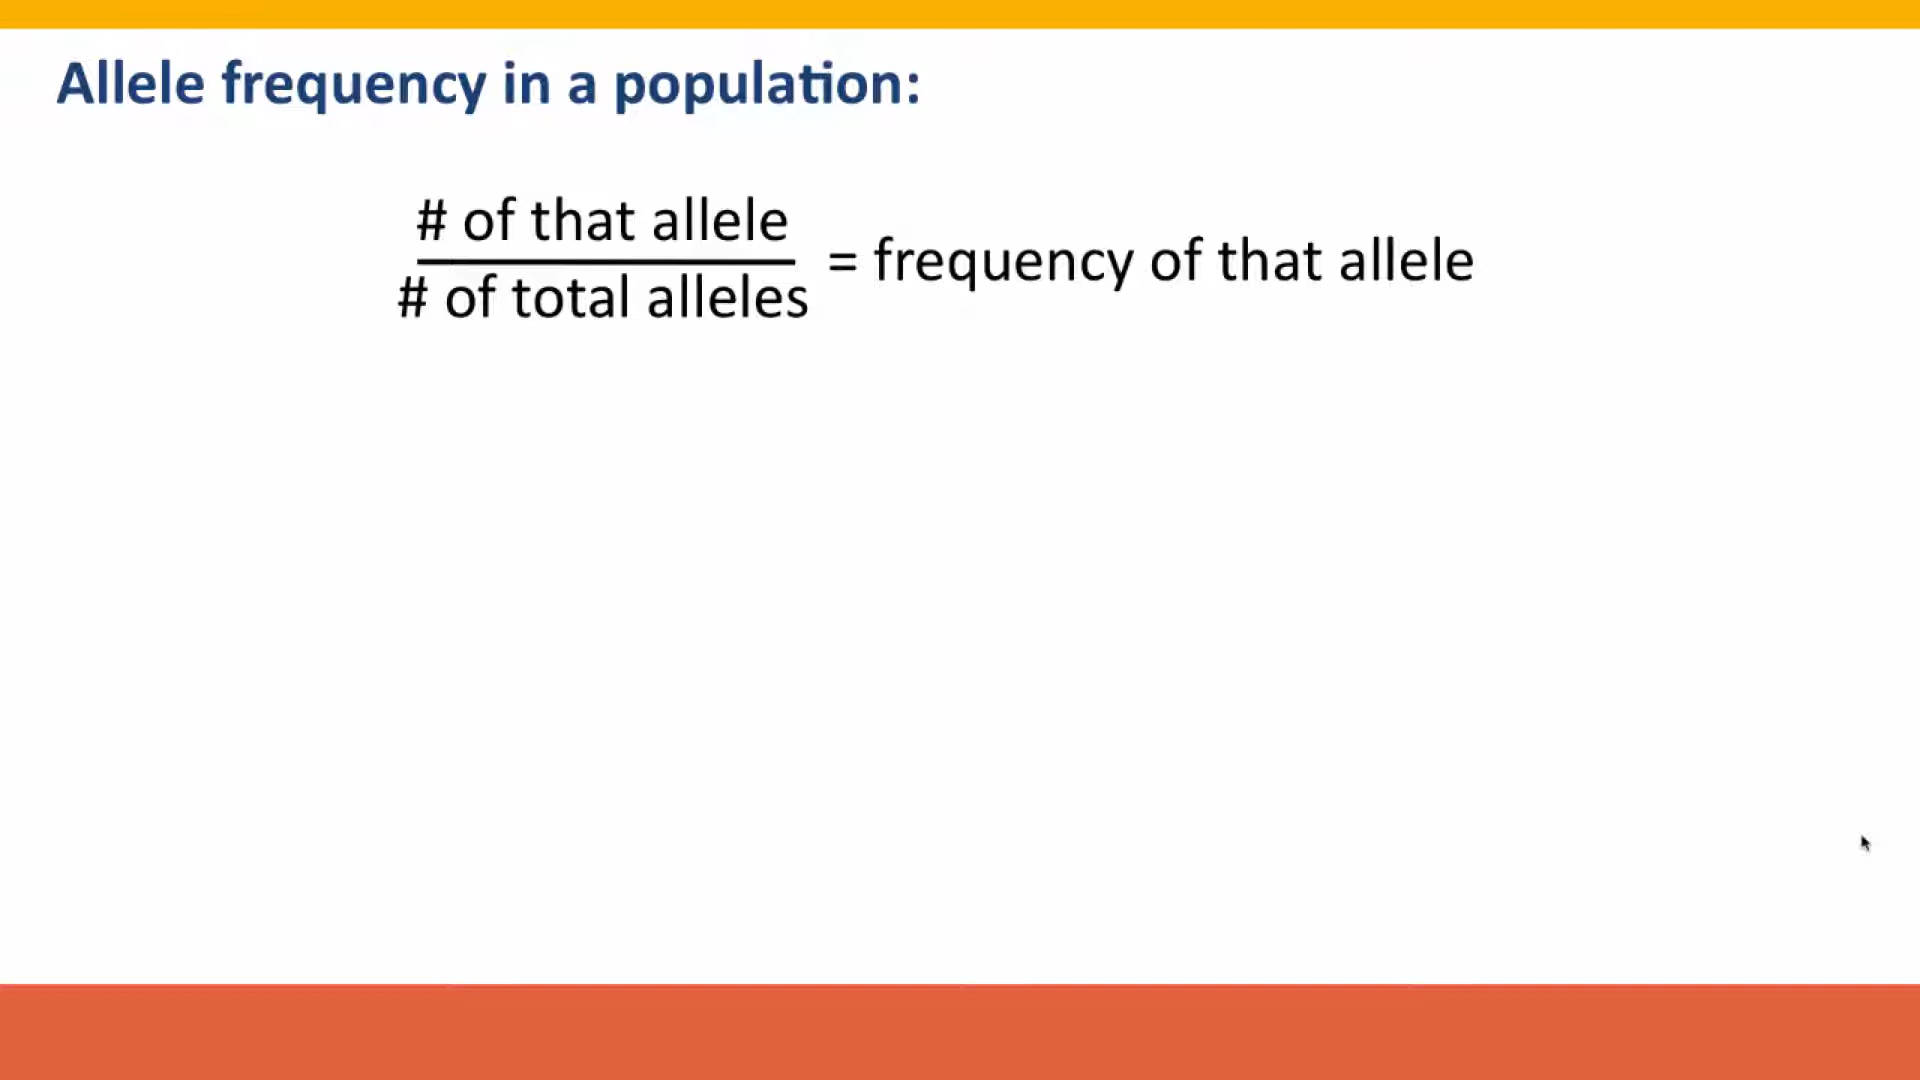 Allele frequency in a population:
# of that allele
# of total alleles
= frequency of that allele